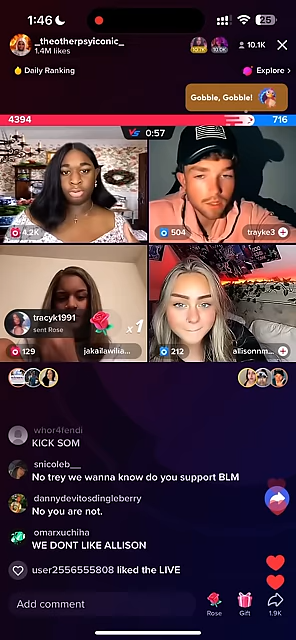 1:46
25
_theotherpsyiconic_
1.4M likes
10.1K
Daily Ranking
Explore >
Gobble, Gobble!
4394
VS 0:57
716
4.2K
504
trayke3
tracyk1991
sent Rose
x1
129
jakailawilia...
212
allisonnm...
whor4fendi
KICK SOM
snicoleb__
No trey we wanna know do you support BLM
dannydevitosdingleberry
No you are not.
omarxuchiha
WE DONT LIKE ALLISON
user2556555808 liked the LIVE
Add comment
Rose
Gift
1.9K